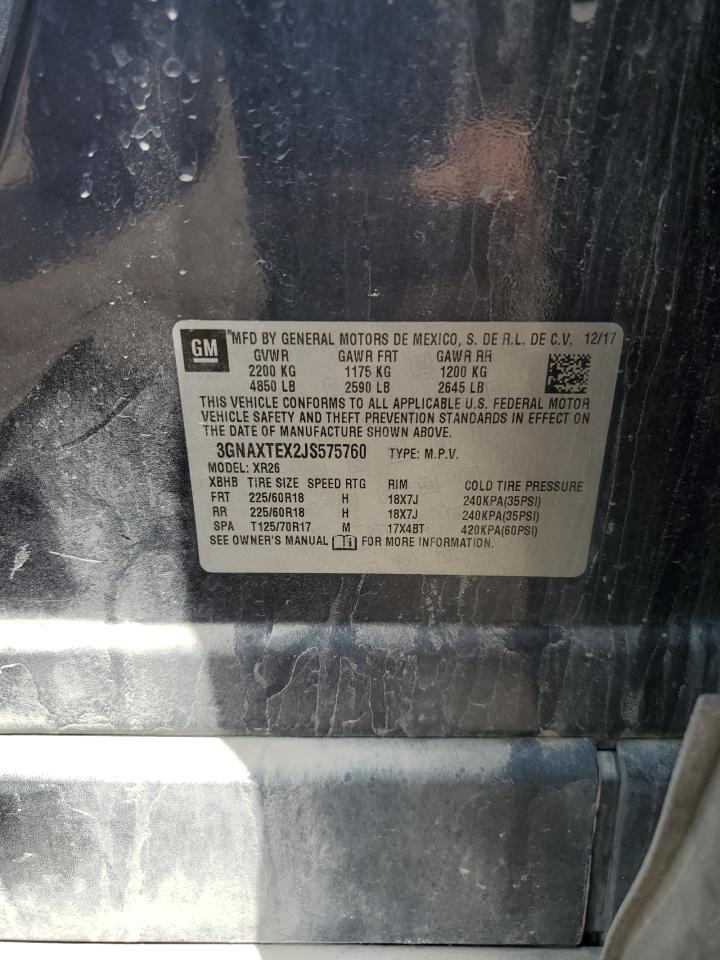 GM *MFD BY GENERAL MOTORS DE MEXICO, S. DE R.L. DE C.V. 12/17
GVWR GAWR FRT GAWR RR
2200 KG 1175 KG 1200 KG
4850 LB 2590 LB 2645 LB
THIS VEHICLE CONFORMS TO ALL APPLICABLE U.S. FEDERAL MOTOR
VEHICLE SAFETY AND THEFT PREVENTION STANDARDS IN EFFECT ON
THE DATE OF MANUFACTURE SHOWN ABOVE.
3GNAXTEX2JS575760 TYPE: M.P.V.
MODEL: XR26
XBHB TIRE SIZE SPEED RTG RIM COLD TIRE PRESSURE
FRT 225/60R18 H 18X7J 240KPA(35PSI)
RR 225/60R18 H 18X7J 240KPA(35PSI)
SPA T125/70R17 M 17X4BT 420KPA(60PSI)
SEE OWNER'S MANUAL FOR MORE INFORMATION.